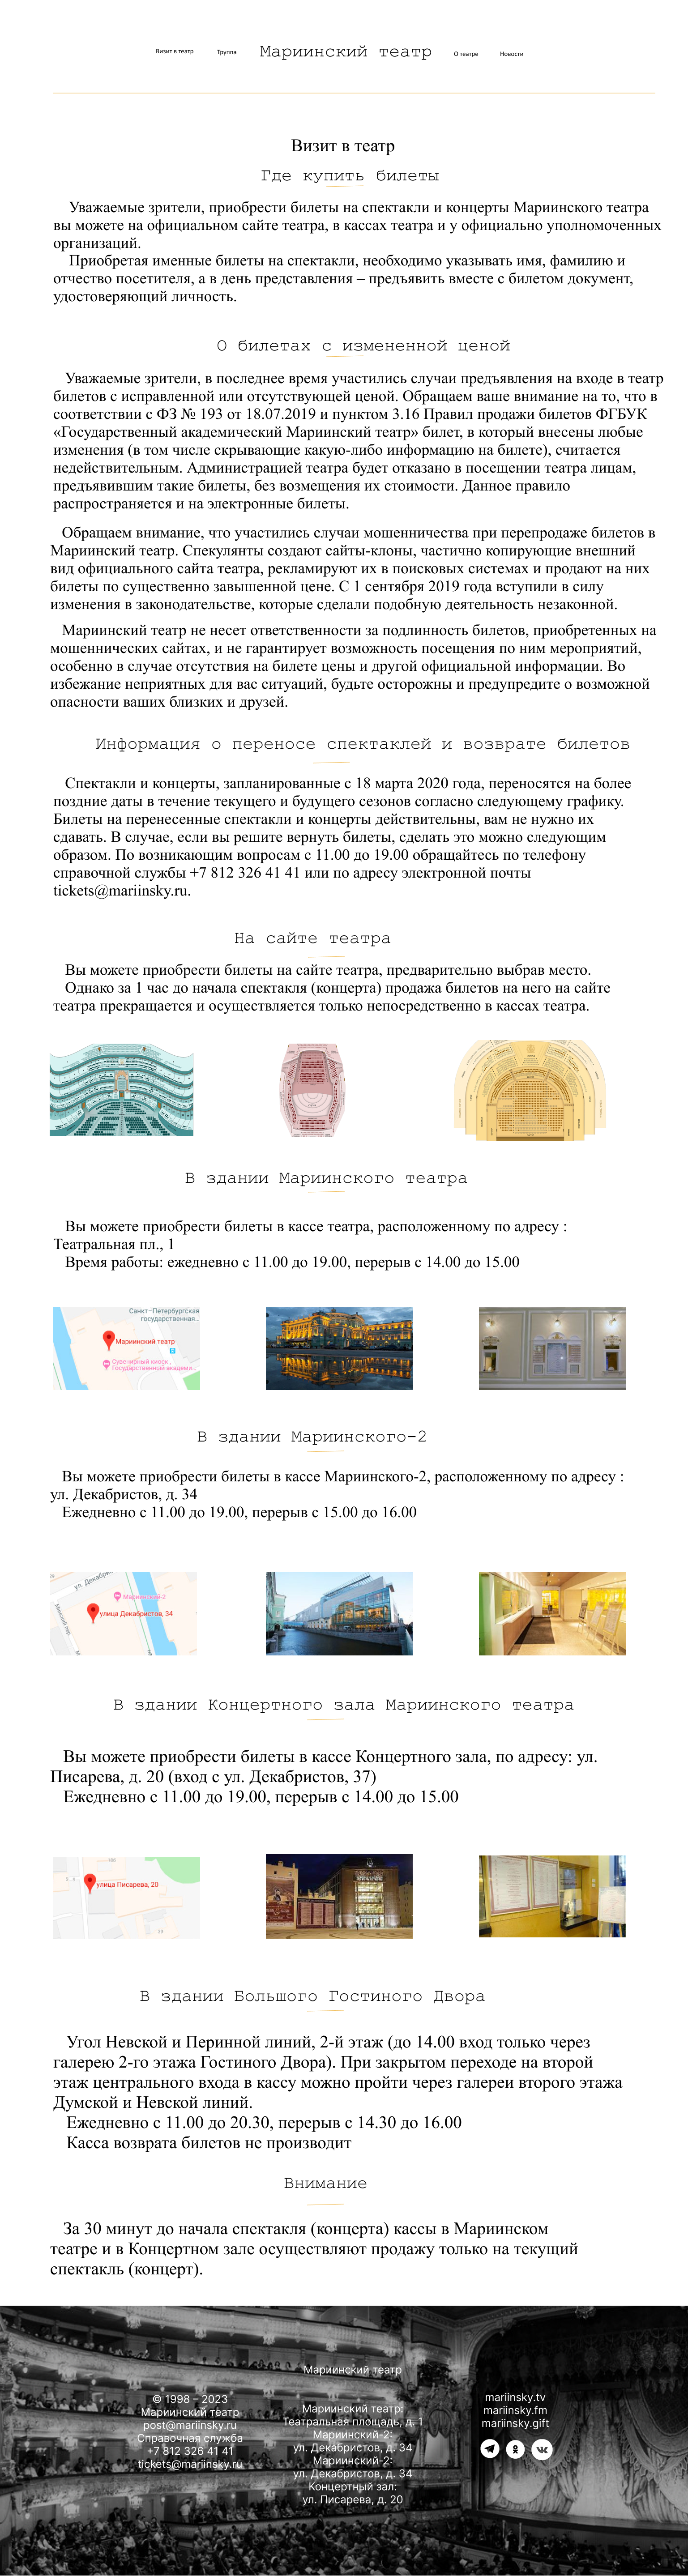 Визит в театр
Труппа
Мариинский театр
О театре
Новости
Визит в театр
Где купить билеты
Уважаемые зрители, приобрести билеты на спектакли и концерты Мариинского театра
вы можете на официальном сайте театра, в кассах театра и у официально уполномоченных
организаций.
Приобретая именные билеты на спектакли, необходимо указывать имя, фамилию и
отчество посетителя, а в день представления – предъявить вместе с билетом документ,
удостоверяющий личность.
О билетах с измененной ценой
Уважаемые зрители, в последнее время участились случаи предъявления на входе в театр
билетов с исправленной или отсутствующей ценой. Обращаем ваше внимание на то, что в
соответствии с ФЗ № 193 от 18.07.2019 и пунктом 3.16 Правил продажи билетов ФГБУК
«Государственный академический Мариинский театр» билет, в который внесены любые
изменения (в том числе скрывающие какую-либо информацию на билете), считается
недействительным. Администрацией театра будет отказано в посещении театра лицам,
предъявившим такие билеты, без возмещения их стоимости. Данное правило
распространяется и на электронные билеты.
Обращаем внимание, что участились случаи мошенничества при перепродаже билетов в
Мариинский театр. Спекулянты создают сайты-клоны, частично копирующие внешний
вид официального сайта театра, рекламируют их в поисковых системах и продают на них
билеты по существенно завышенной цене. С 1 сентября 2019 года вступили в силу
изменения в законодательстве, которые сделали подобную деятельность незаконной.
Мариинский театр не несет ответственности за подлинность билетов, приобретенных на
мошеннических сайтах, и не гарантирует возможность посещения по ним мероприятий,
особенно в случае отсутствия на билете цены и другой официальной информации. Во
избежание неприятных для вас ситуаций, будьте осторожны и предупредите о возможной
опасности ваших близких и друзей.
Информация о переносе спектаклей и возврате билетов
Спектакли и концерты, запланированные с 18 марта 2020 года, переносятся на более
поздние даты в течение текущего и будущего сезонов согласно следующему графику.
Билеты на перенесенные спектакли и концерты действительны, вам не нужно их
сдавать. В случае, если вы решите вернуть билеты, сделать это можно следующим
образом. По возникающим вопросам с 11.00 до 19.00 обращайтесь по телефону
справочной службы +7 812 326 41 41 или по адресу электронной почты
tickets@mariinsky.ru.
На сайте театра
Вы можете приобрести билеты на сайте театра, предварительно выбрав место.
Однако за 1 час до начала спектакля (концерта) продажа билетов на него на сайте
театра прекращается и осуществляется только непосредственно в кассах театра.
В здании Мариинского театра
Вы можете приобрести билеты в кассе театра, расположенному по адресу :
Театральная пл., 1
Время работы: ежедневно с 11.00 до 19.00, перерыв с 14.00 до 15.00
Санкт-Петербургская
государственная...
Мариинский театр
Сувенирный киоск ,
Государственный академи...
В здании Мариинского-2
Вы можете приобрести билеты в кассе Мариинского-2, расположенному по адресу :
ул. Декабристов, д. 34
Ежедневно с 11.00 до 19.00, перерыв с 15.00 до 16.00
ул. Декабри
Мариинский-2
улица Декабристов, 34
В здании Концертного зала Мариинского театра
Вы можете приобрести билеты в кассе Концертного зала, по адресу: ул.
Писарева, д. 20 (вход с ул. Декабристов, 37)
Ежедневно с 11.00 до 19.00, перерыв с 14.00 до 15.00
улица Писарева, 20
В здании Большого Гостиного Двора
Угол Невской и Перинной линий, 2-й этаж (до 14.00 вход только через
галерею 2-го этажа Гостиного Двора). При закрытом переходе на второй
этаж центрального входа в кассу можно пройти через галереи второго этажа
Думской и Невской линий.
Ежедневно с 11.00 до 20.30, перерыв с 14.30 до 16.00
Касса возврата билетов не производит
Внимание
За 30 минут до начала спектакля (концерта) кассы в Мариинском
театре и в Концертном зале осуществляют продажу только на текущий
спектакль (концерт).
© 1998 – 2023
Мариинский театр
post@mariinsky.ru
Справочная служба
+7 812 326 41 41
tickets@mariinsky.ru
Мариинский театр
Мариинский театр:
Театральная площадь, д. 1
Мариинский-2:
ул. Декабристов, д. 34
Мариинский-2:
ул. Декабристов, д. 34
Концертный зал:
ул. Писарева, д. 20
mariinsky.tv
mariinsky.fm
mariinsky.gift